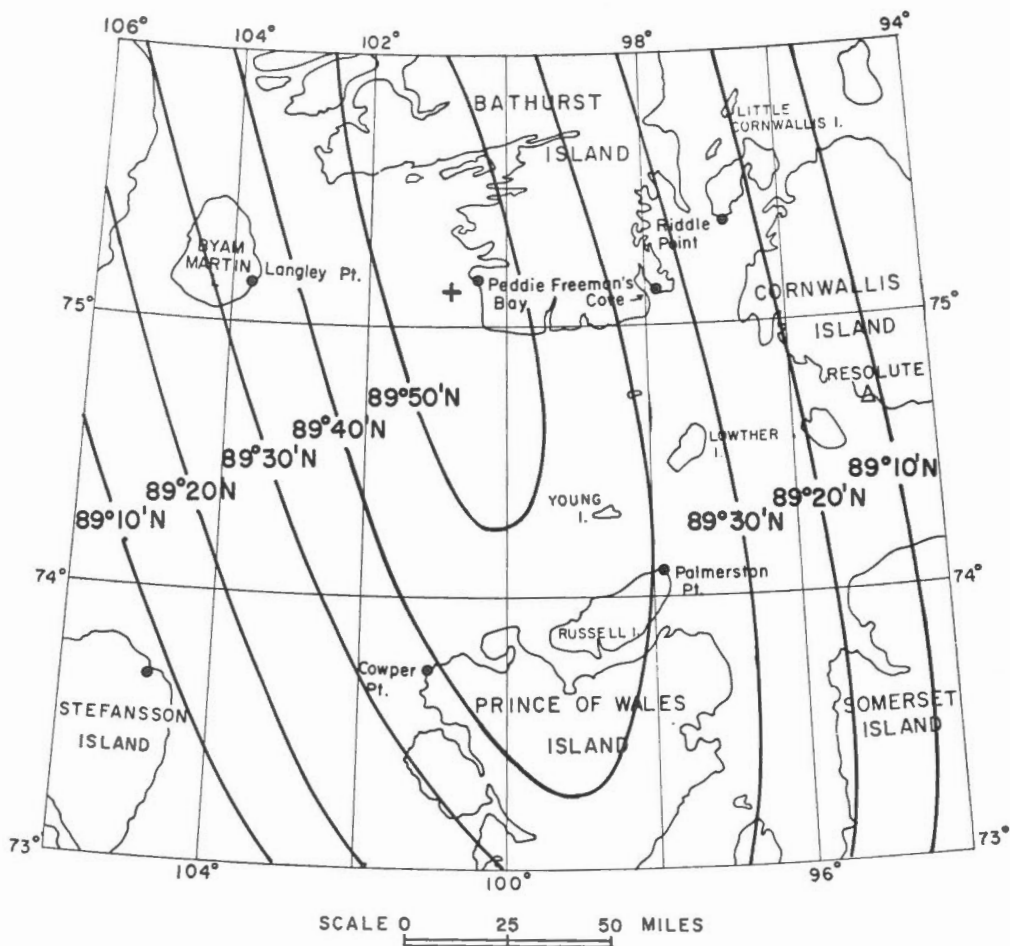 106° 104° 102° 98° 94°
BATHURST
ISLAND
LITTLE
CORNWALLIS I.
BYAM
MARTIN
Langley Pt.
Riddle
Point
Peddie
Bay
Freeman's
Cove
75°
CORNWALLIS
ISLAND
75°
RESOLUTE
89°50'N
89°40'N
89°30'N
89°20N
89°10'N
LOWTHER
I.
89°10'N
89°20'N
89°30'N
YOUNG
I.
74°
Palmerston
Pt.
74°
RUSSELL I.
Cowper
Pt.
STEFANSSON
ISLAND
PRINCE OF WALES
ISLAND
SOMERSET
ISLAND
73°
73°
104° 100° 96°
SCALE 0 25 50 MILES